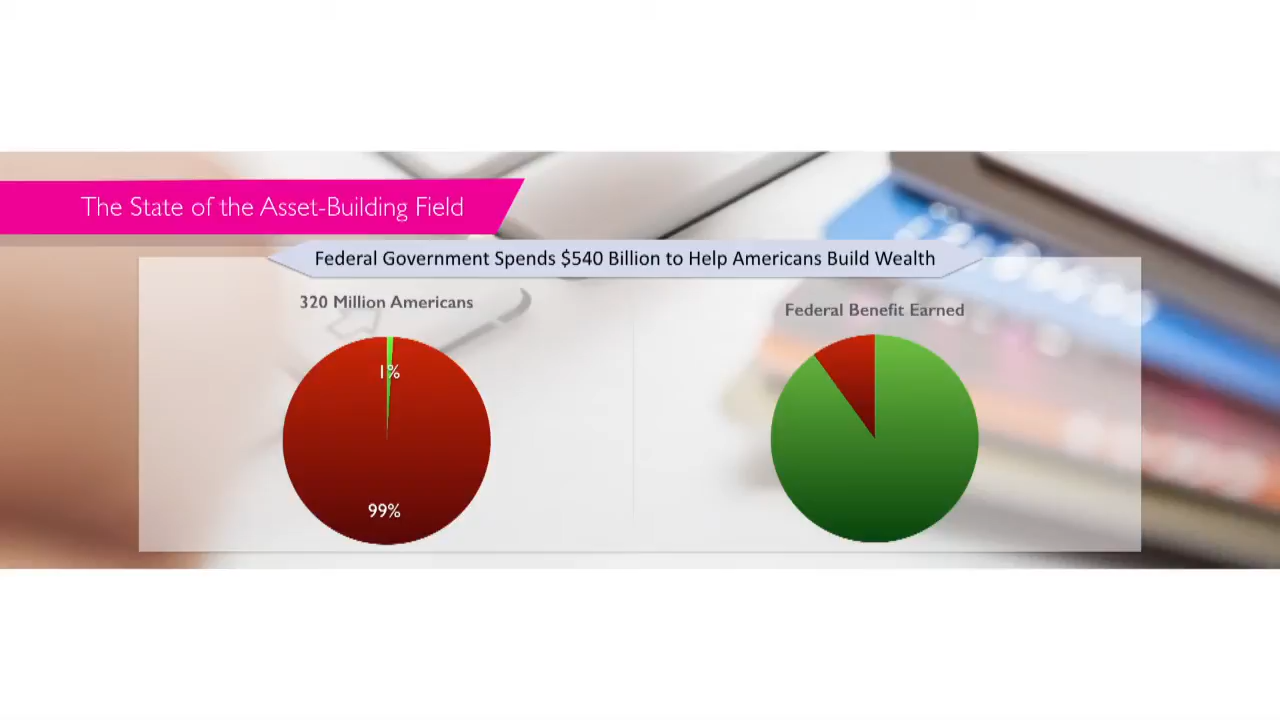 The State of the Asset-Building Field
Federal Government Spends $540 Billion to Help Americans Build Wealth
320 Million Americans
Federal Benefit Earned
1%
99%